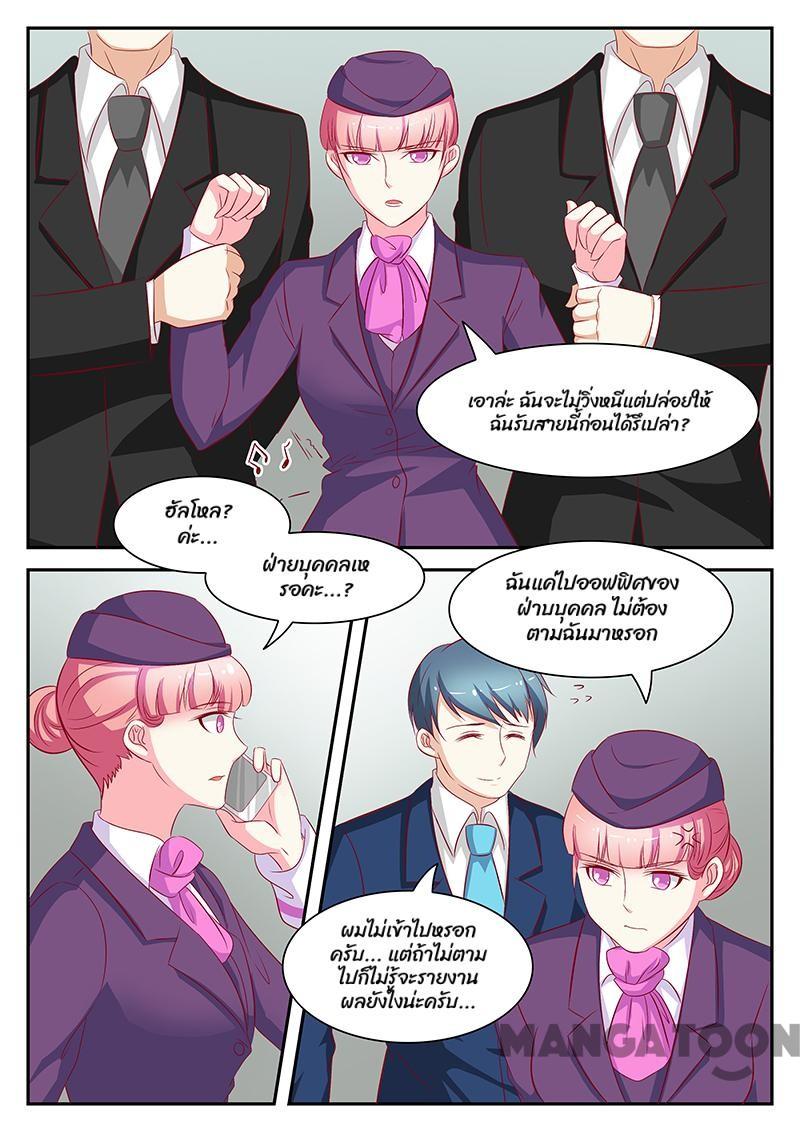 เอาล่ะ ฉันจะไม่วิ่งหนีแต่ปล่อยให้
ฉันรับสายนี้ก่อนได้รึเปล่า?
ฮัลโหล?
ค่ะ...
ฝ่ายบุคคลเห
รอคะ...?
ฉันแค่ไปออฟฟิศของ
ฝ่าบบุคคล ไม่ต้อง
ตามฉันมาหรอก
ผมไม่เข้าไปหรอก
ครับ... แต่ถ้าไม่ตาม
ไปก็ไม่รู้จะรายงาน
ผลยังไงน่ะครับ...
MANGATOON